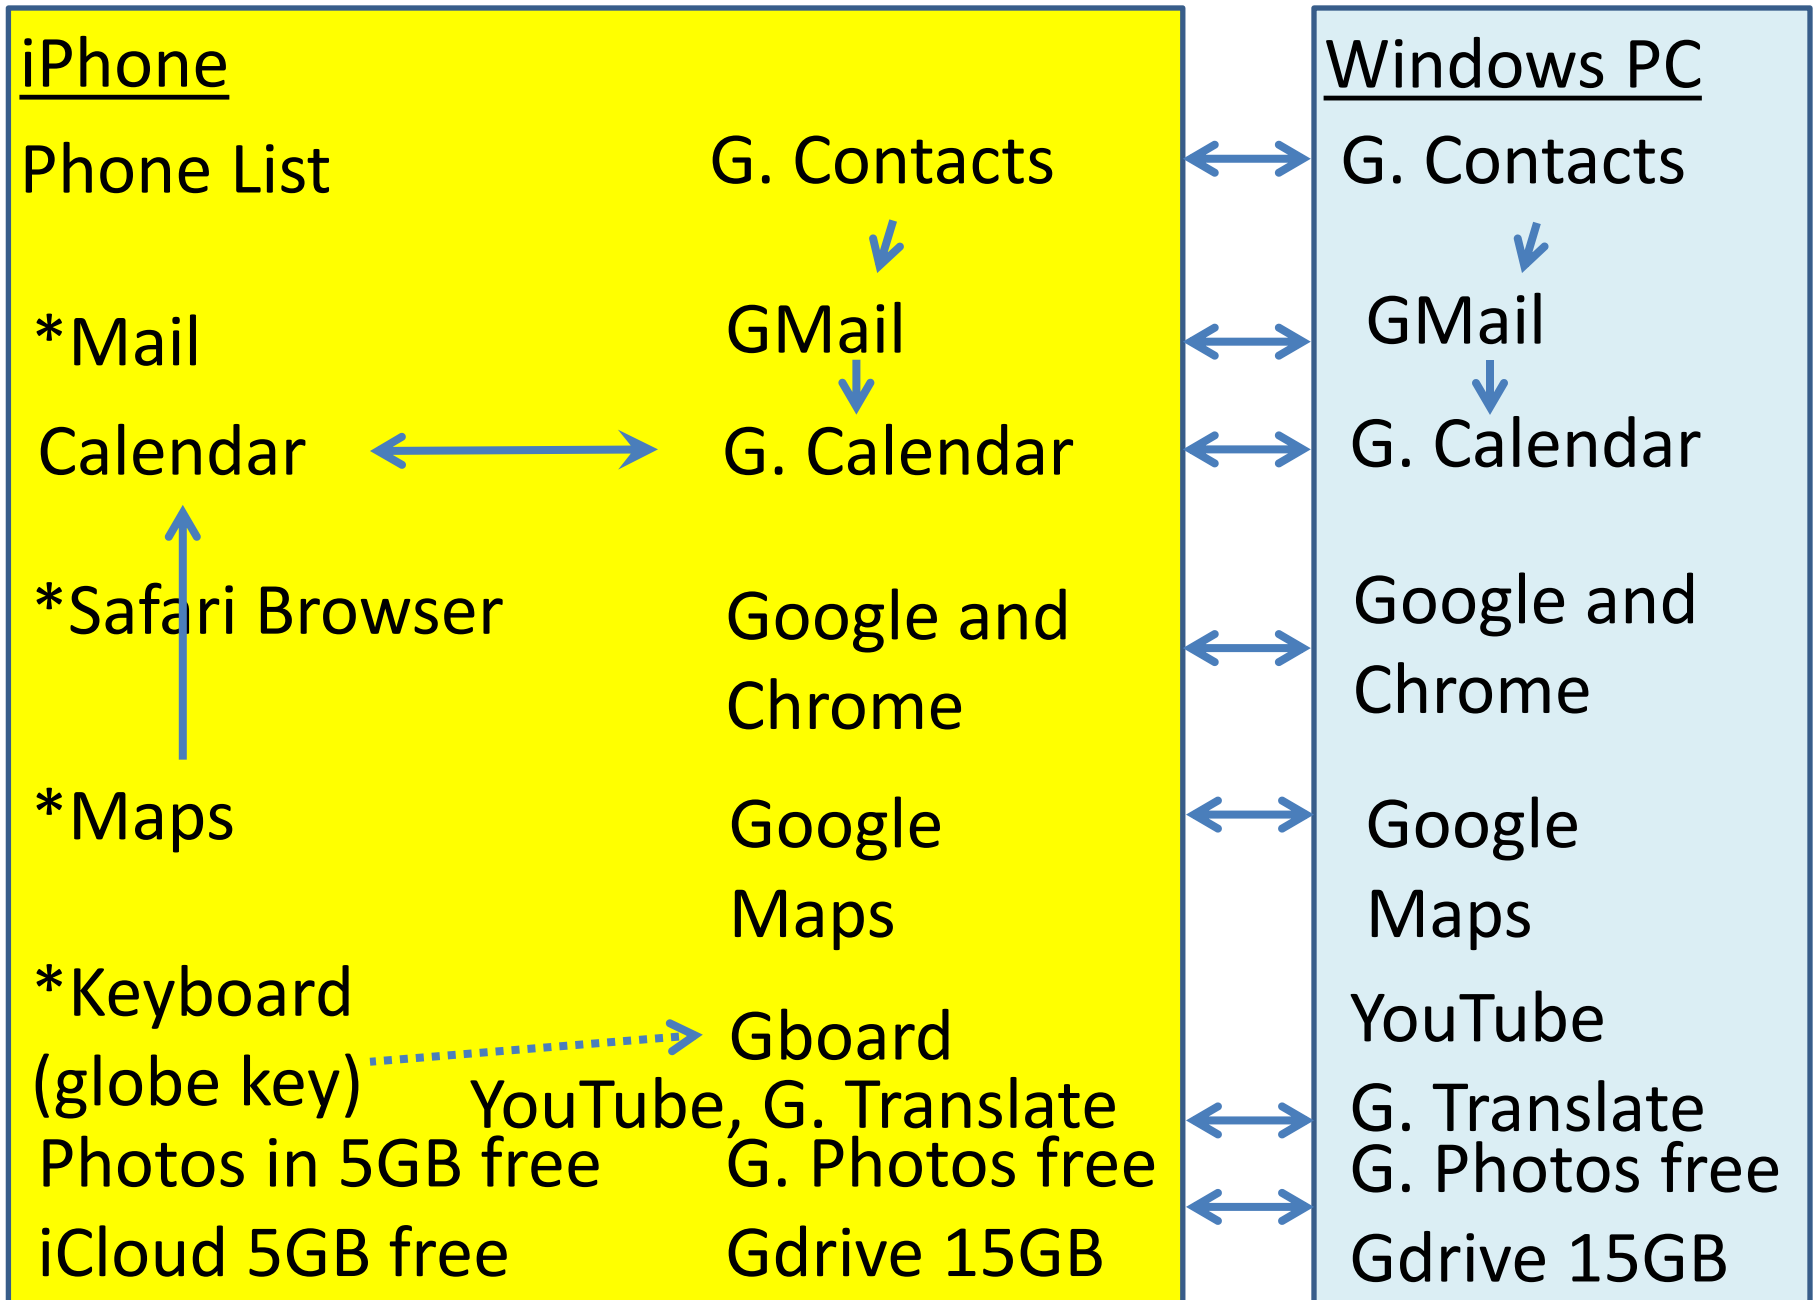 iPhone
Phone List
*Mail
Calendar
*Safari Browser
*Maps
*Keyboard
(globe key)
Photos in 5GB free
iCloud 5GB free
G. Contacts
GMail
G. Calendar
Google and
Chrome
Google
Maps
Gboard
YouTube, G. Translate
G. Photos free
Gdrive 15GB
Windows PC
G. Contacts
GMail
G. Calendar
Google and
Chrome
Google
Maps
YouTube
G. Translate
G. Photos free
Gdrive 15GB